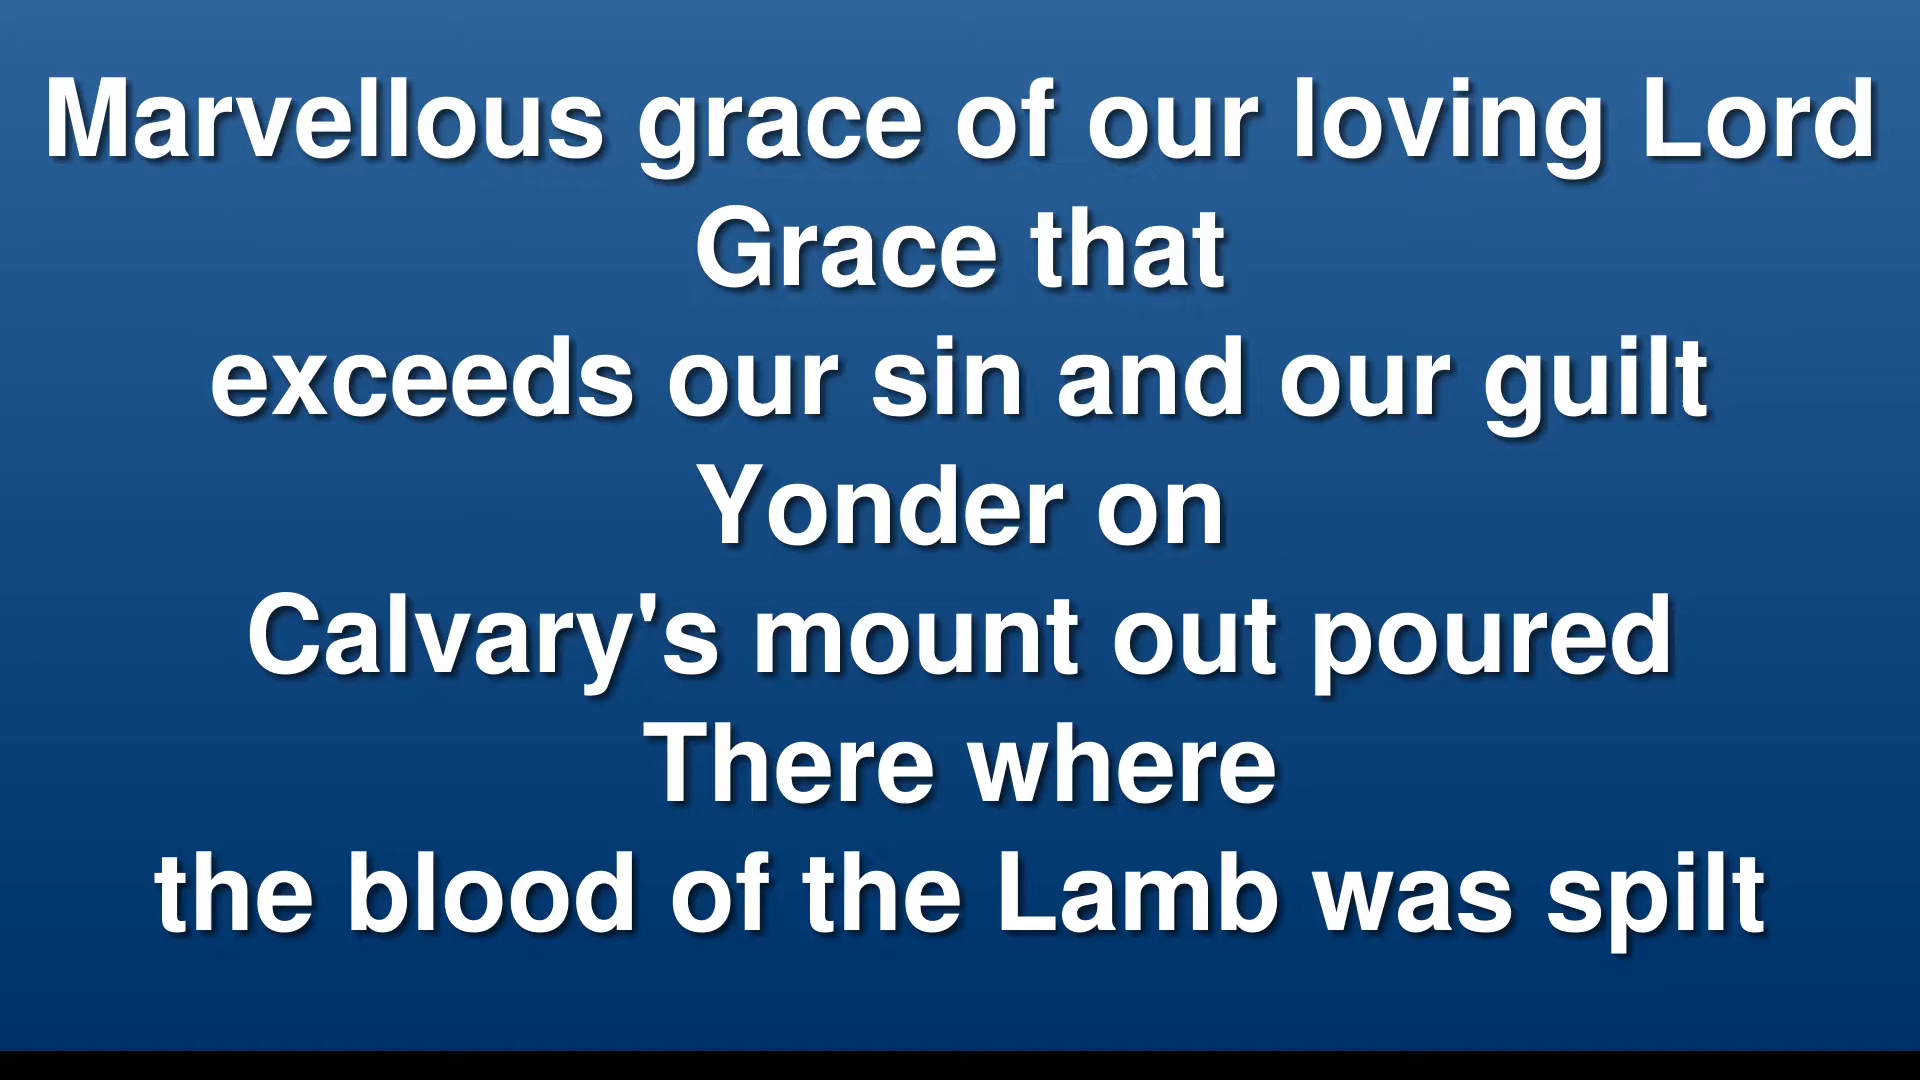 Marvellous grace of our loving Lord
Grace that
exceeds our sin and our guilt
Yonder on
Calvary's mount out poured
There where
the blood of the Lamb was spilt